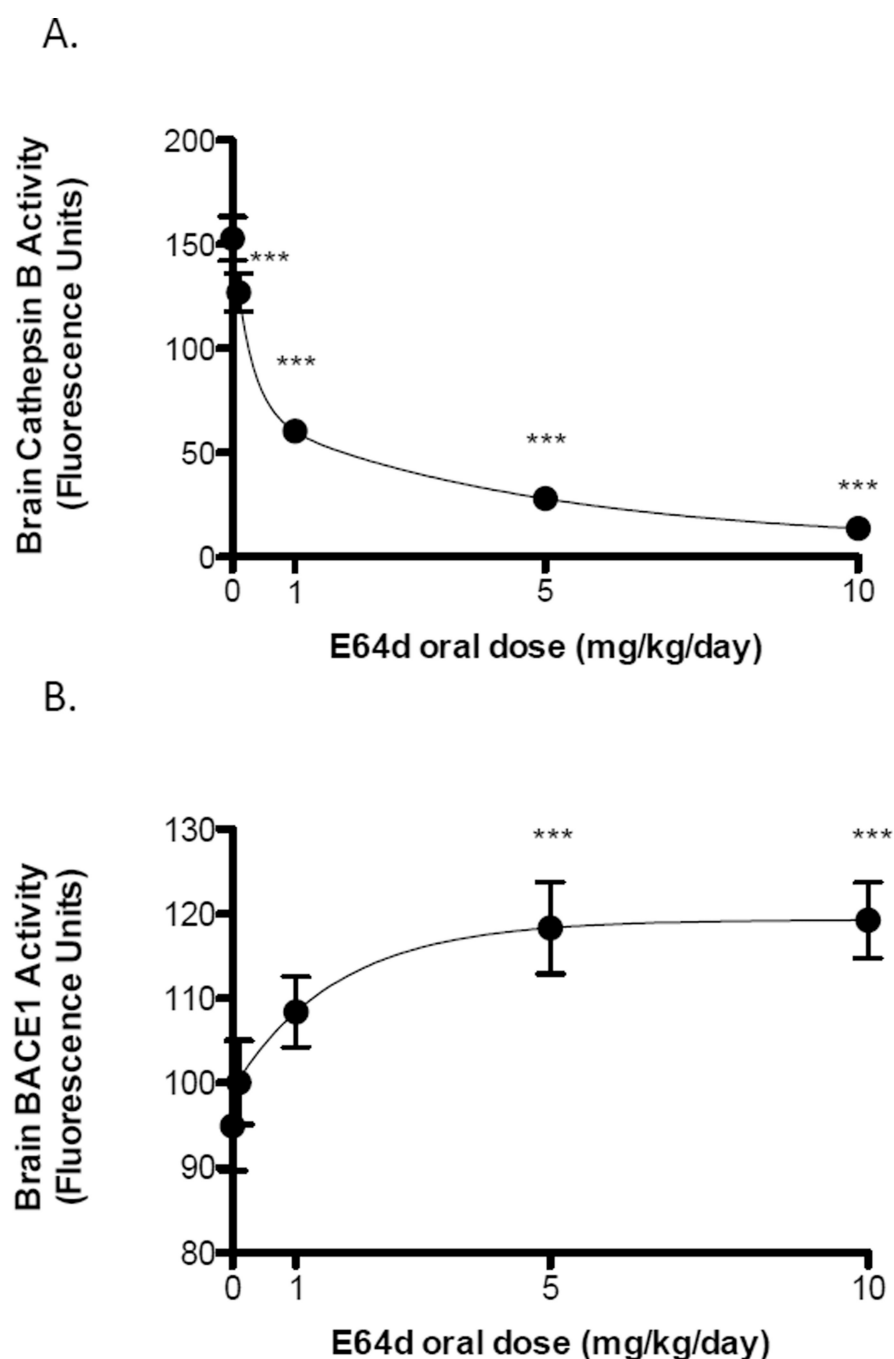 A.
Brain Cathepsin B Activity
(Fluorescence Units)
200
150
100
50
0
***
***
***
***
0 1 5 10
E64d oral dose (mg/kg/day)
B.
Brain BACE1 Activity
(Fluorescence Units)
130
120
110
100
90
80
*** ***
0 1 5 10
E64d oral dose (mg/kg/day)